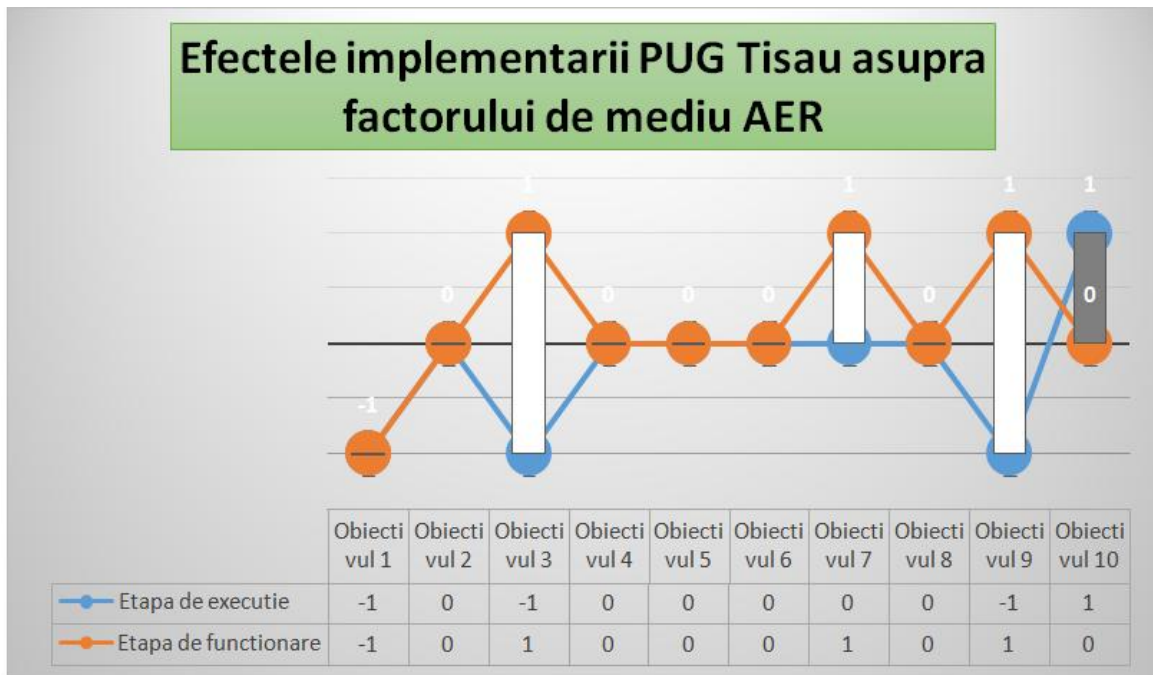 Efectele implementarii PUG Tisau asupra
factorului de mediu AER
1 1 1 1
0 0 0 0 0 0
-1
Obiecti Obiecti Obiecti Obiecti Obiecti Obiecti Obiecti Obiecti Obiecti Obiecti
vul 1 vul 2 vul 3 vul 4 vul 5 vul 6 vul 7 vul 8 vul 9 vul 10
Etapa de executie -1 0 -1 0 0 0 0 0 -1 1
Etapa de functionare -1 0 1 0 0 0 1 0 1 0